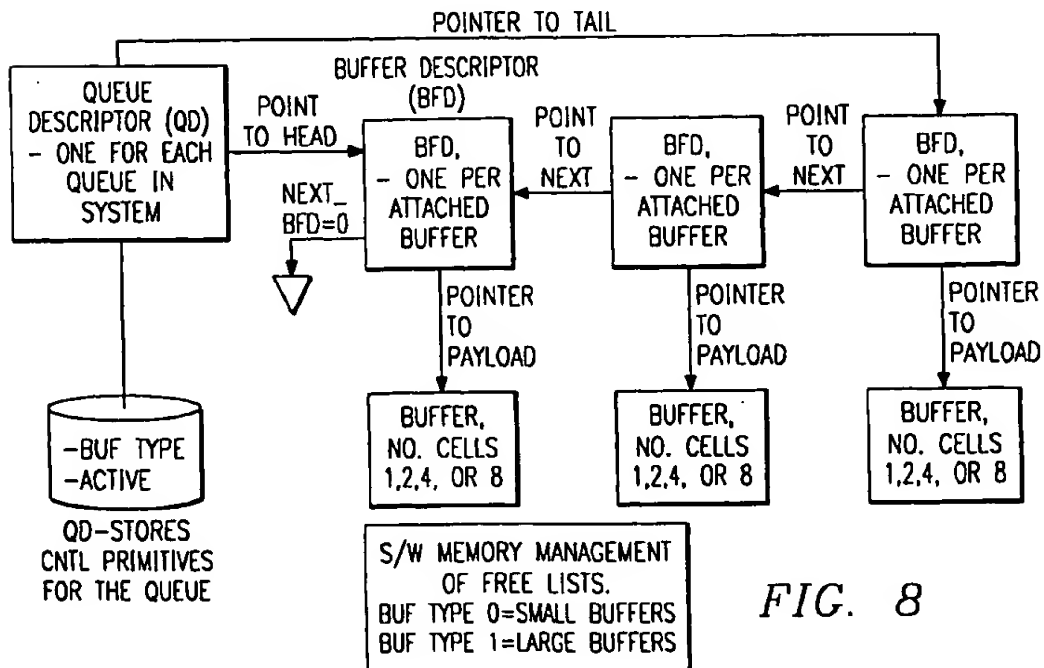 POINTER TO TAIL
QUEUE
DESCRIPTOR (QD)
- ONE FOR EACH
QUEUE IN
SYSTEM
POINT
TO HEAD
BUFFER DESCRIPTOR
(BFD)
BFD,
- ONE PER
ATTACHED
BUFFER
POINT
TO
NEXT
BFD,
- ONE PER
ATTACHED
BUFFER
POINT
TO
NEXT
BFD,
- ONE PER
ATTACHED
BUFFER
NEXT_
BFD=0
POINTER
TO
PAYLOAD
POINTER
TO
PAYLOAD
POINTER
TO
PAYLOAD
-BUF TYPE
-ACTIVE
QD-STORES
CNTL PRIMITIVES
FOR THE QUEUE
BUFFER,
NO. CELLS
1,2,4, OR 8
BUFFER,
NO. CELLS
1,2,4, OR 8
BUFFER,
NO. CELLS
1,2,4, OR 8
S/W MEMORY MANAGEMENT
OF FREE LISTS.
BUF TYPE 0=SMALL BUFFERS
BUF TYPE 1=LARGE BUFFERS
FIG. 8